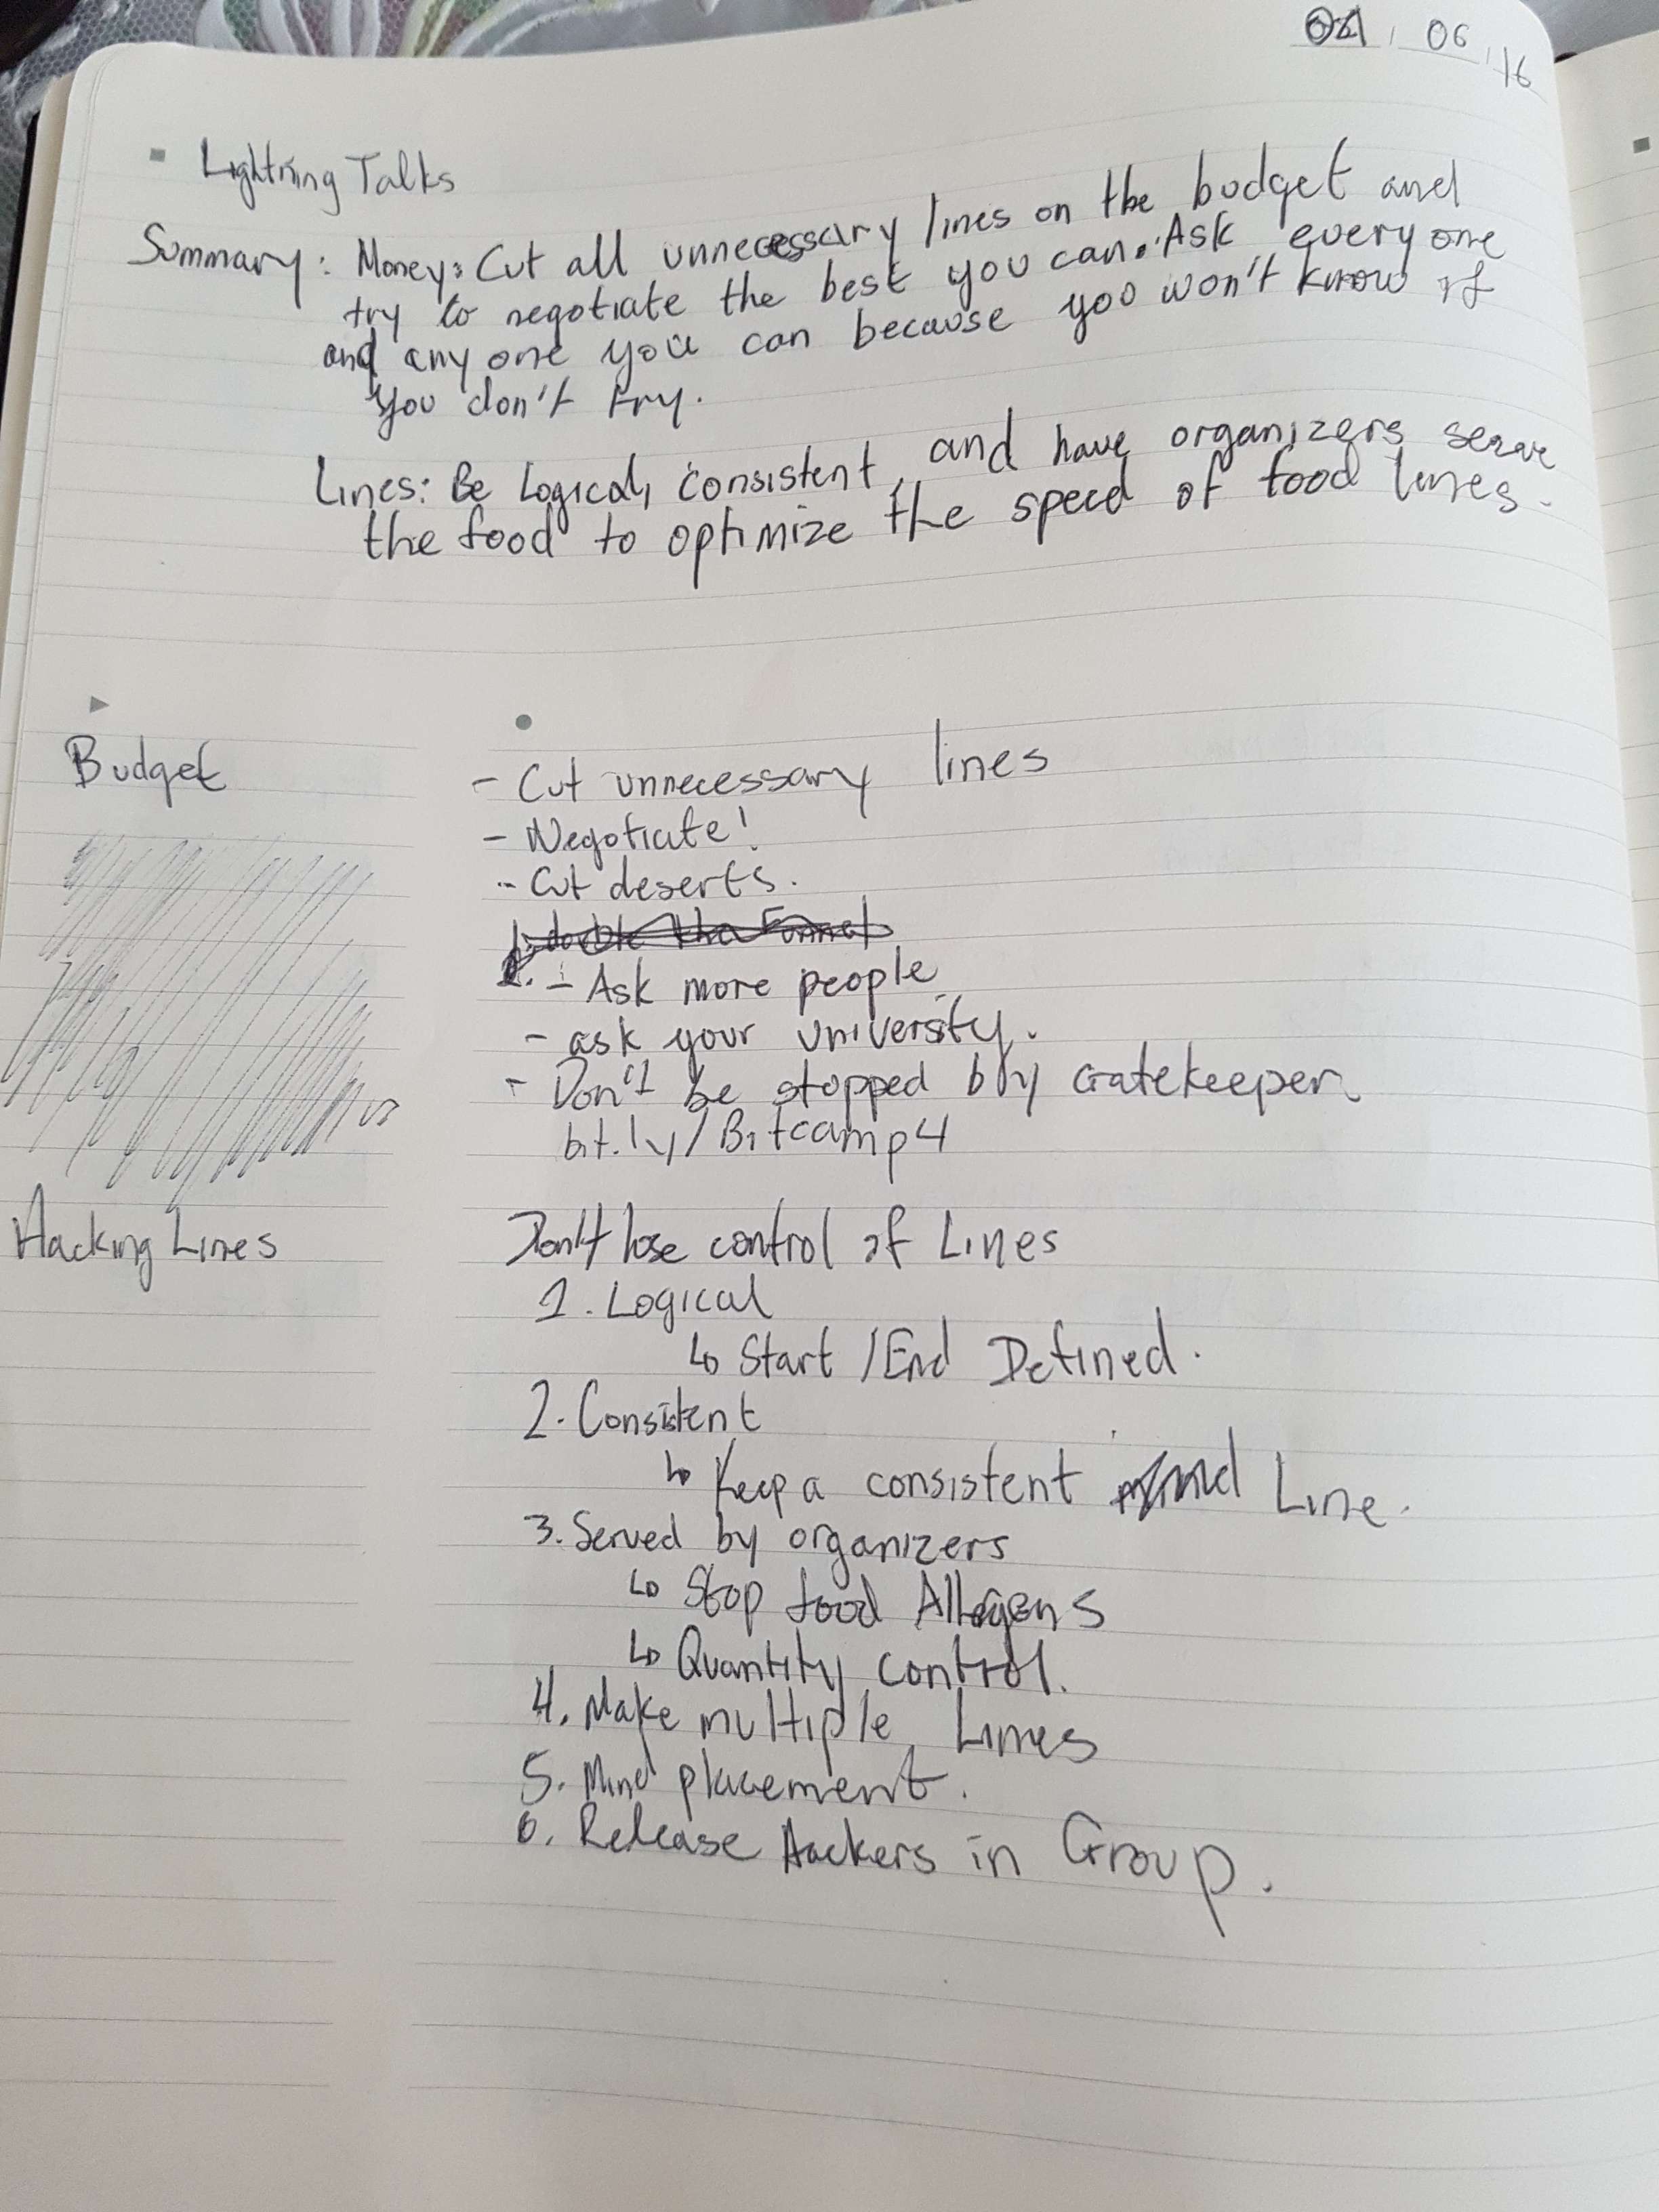 06 16
Lightning Talks
Summary: Money: Cut all unnecessary lines on the budget and
try to negotiate the best you can. Ask everyone
and anyone you can because you won't know if
you don't try.
Lines: Be Logical, consistent, and have organizers serve
the food to optimize the speed of food lines.
Budget
- Cut unnecessary lines
- Negotiate!
- Cut deserts.
- Ask more people
- ask your university.
- Don't be stopped by Gatekeeper
bit.ly/Bitcamp4
Hacking Lines
Don't lose control of Lines
1. Logical
↳ Start / End Defined.
2. Consistent
↳ Keep a consistent Line.
3. Served by organizers
↳ Stop food Allergens
↳ Quantity control.
4. Make multiple Lines
5. Mind placement.
6. Release Hackers in Group.